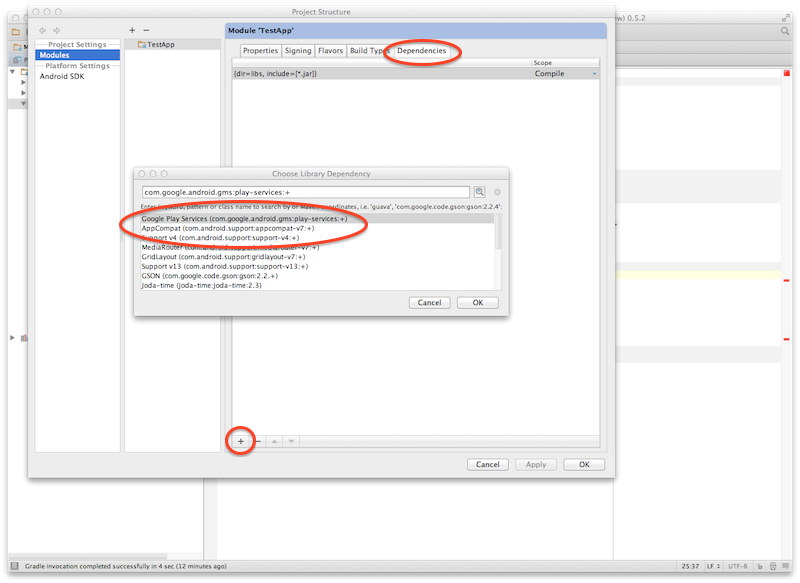 Project Structure
0.5.2
Project Settings
Modules
Platform Settings
Android SDK
TestApp
Module 'TestApp'
Properties
Signing
Flavors
Build Types
Dependencies
Scope
{dir=libs, include=[*.jar]}
Compile
Choose Library Dependency
com.google.android.gms:play-services:+
Enter keyword, pattern or class name to search by or Maven coordinates, i.e. 'guava', 'com.google.code.gson:gson:2.2.4':
Google Play Services (com.google.android.gms:play-services:+)
AppCompat (com.android.support:appcompat-v7:+)
Support v4 (com.android.support:support-v4:+)
MediaRouter (com.android.support:mediarouter-v7:+)
GridLayout (com.android.support:gridlayout-v7:+)
Support v13 (com.android.support:support-v13:+)
GSON (com.google.code.gson:gson:2.2.+)
Joda-time (joda-time:joda-time:2.3)
Cancel
OK
Cancel
Apply
OK
Gradle invocation completed successfully in 4 sec (12 minutes ago)
25:37
LF
UTF-8